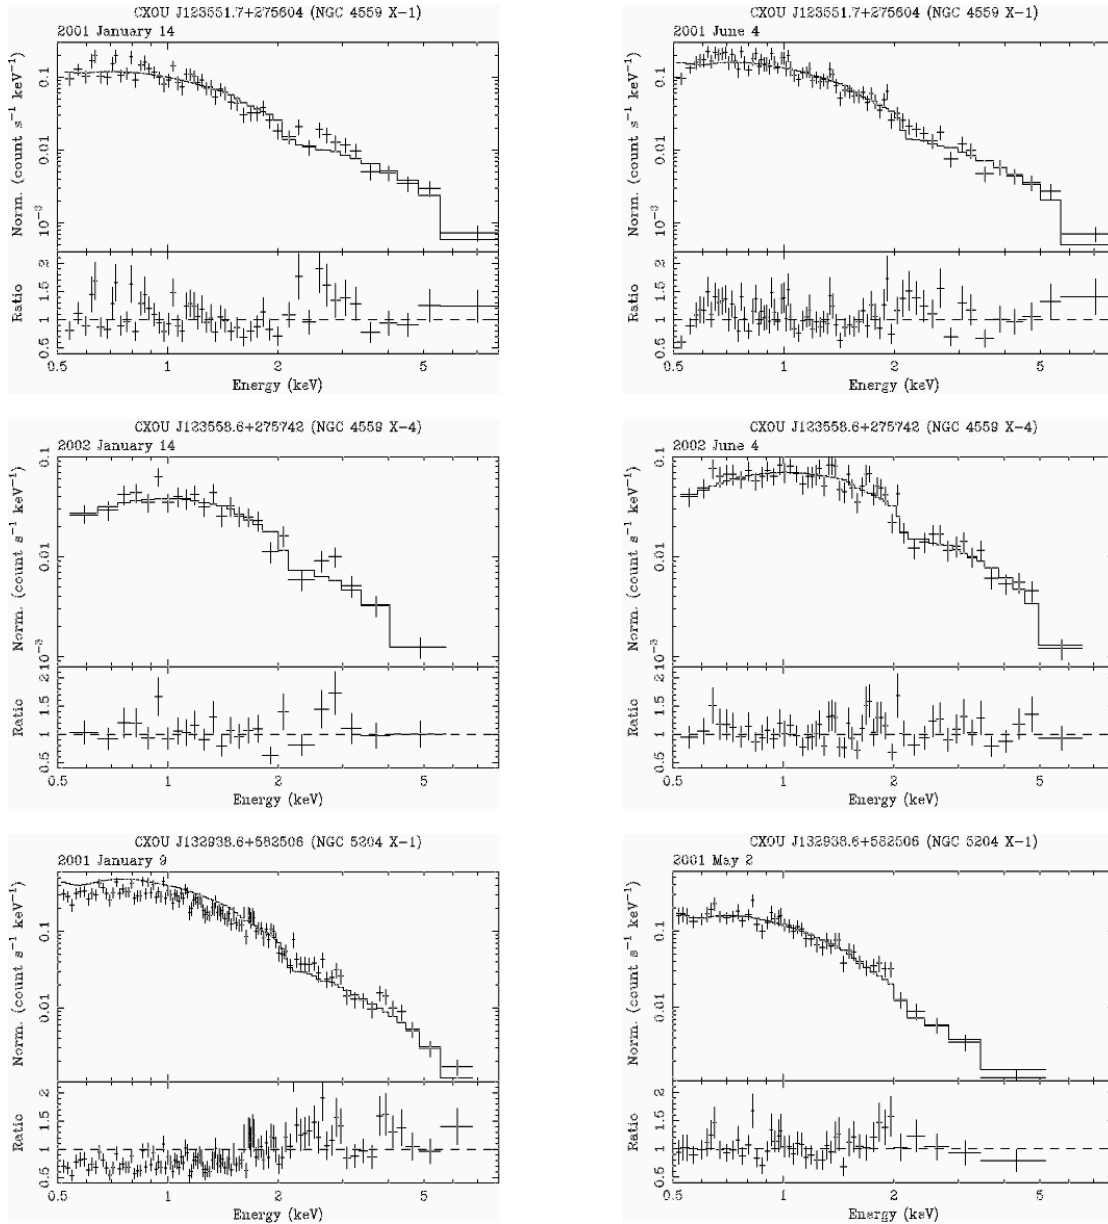 CXOU J123551.7+275604 (NGC 4559 X-1)
2001 January 14
Norm. (count s⁻¹ keV⁻¹)
0.1
0.01
10⁻³
Ratio
2
1.5
1
0.5
0.5 1 2 5
Energy (keV)
CXOU J123551.7+275604 (NGC 4559 X-1)
2001 June 4
Norm. (count s⁻¹ keV⁻¹)
0.1
0.01
10⁻³
Ratio
2
1.5
1
0.5
0.5 1 2 5
Energy (keV)
CXOU J123558.6+275742 (NGC 4559 X-4)
2002 January 14
Norm. (count s⁻¹ keV⁻¹)
0.1
0.01
10⁻³
Ratio
2
1.5
1
0.5
0.5 1 2 5
Energy (keV)
CXOU J123558.6+275742 (NGC 4559 X-4)
2002 June 4
Norm. (count s⁻¹ keV⁻¹)
0.1
0.01
10⁻³
Ratio
2
1.5
1
0.5
0.5 1 2 5
Energy (keV)
CXOU J132938.6+582506 (NGC 5204 X-1)
2001 January 9
Norm. (count s⁻¹ keV⁻¹)
0.1
0.01
Ratio
2
1.5
1
0.5
0.5 1 2 5
Energy (keV)
CXOU J132938.6+582506 (NGC 5204 X-1)
2001 May 2
Norm. (count s⁻¹ keV⁻¹)
0.1
0.01
Ratio
2
1.5
1
0.5
0.5 1 2 5
Energy (keV)